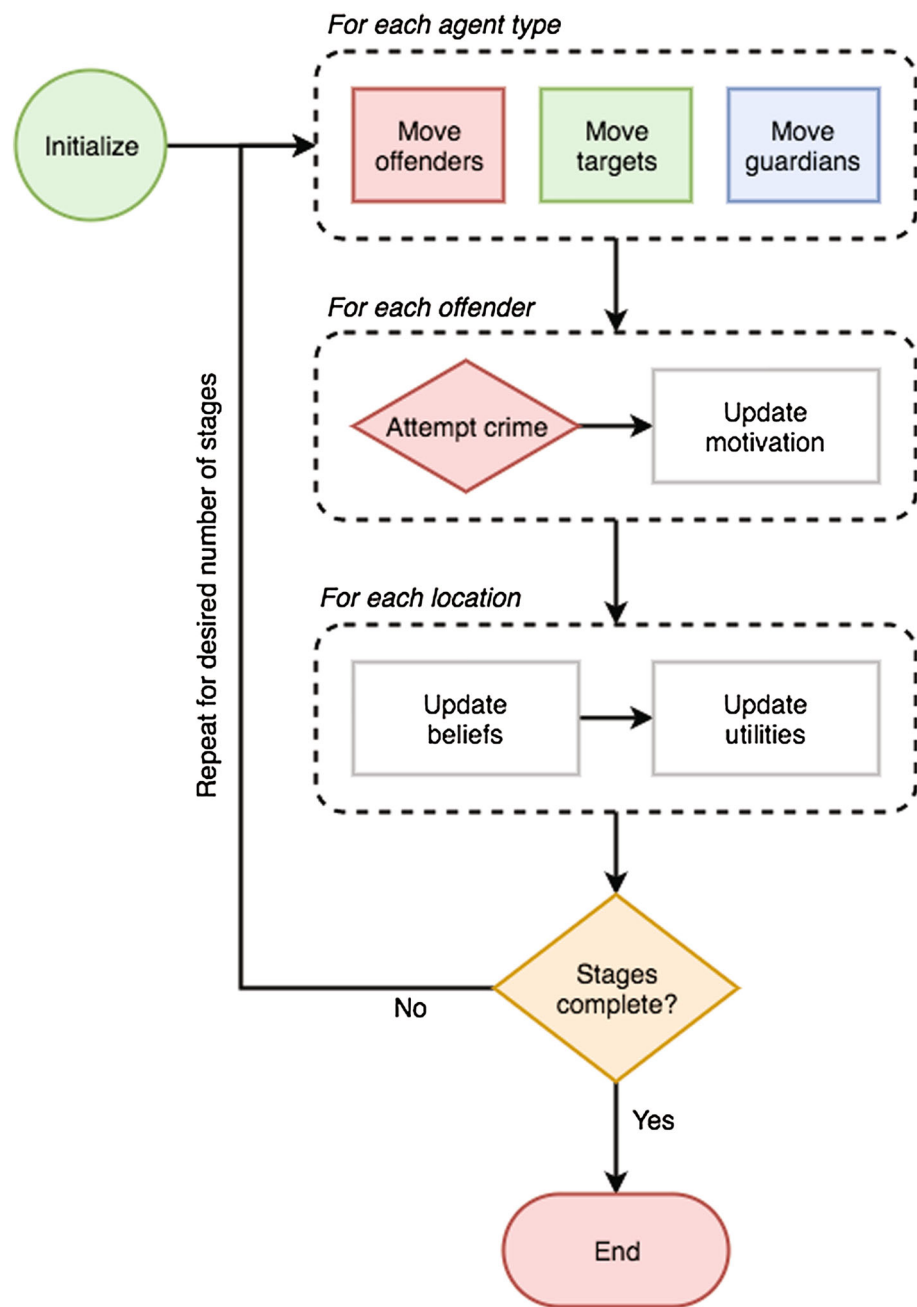 For each agent type
Initialize
Move
offenders
Move
targets
Move
guardians
For each offender
Attempt crime
Update
motivation
Repeat for desired number of stages
For each location
Update
beliefs
Update
utilities
Stages
complete?
No
Yes
End